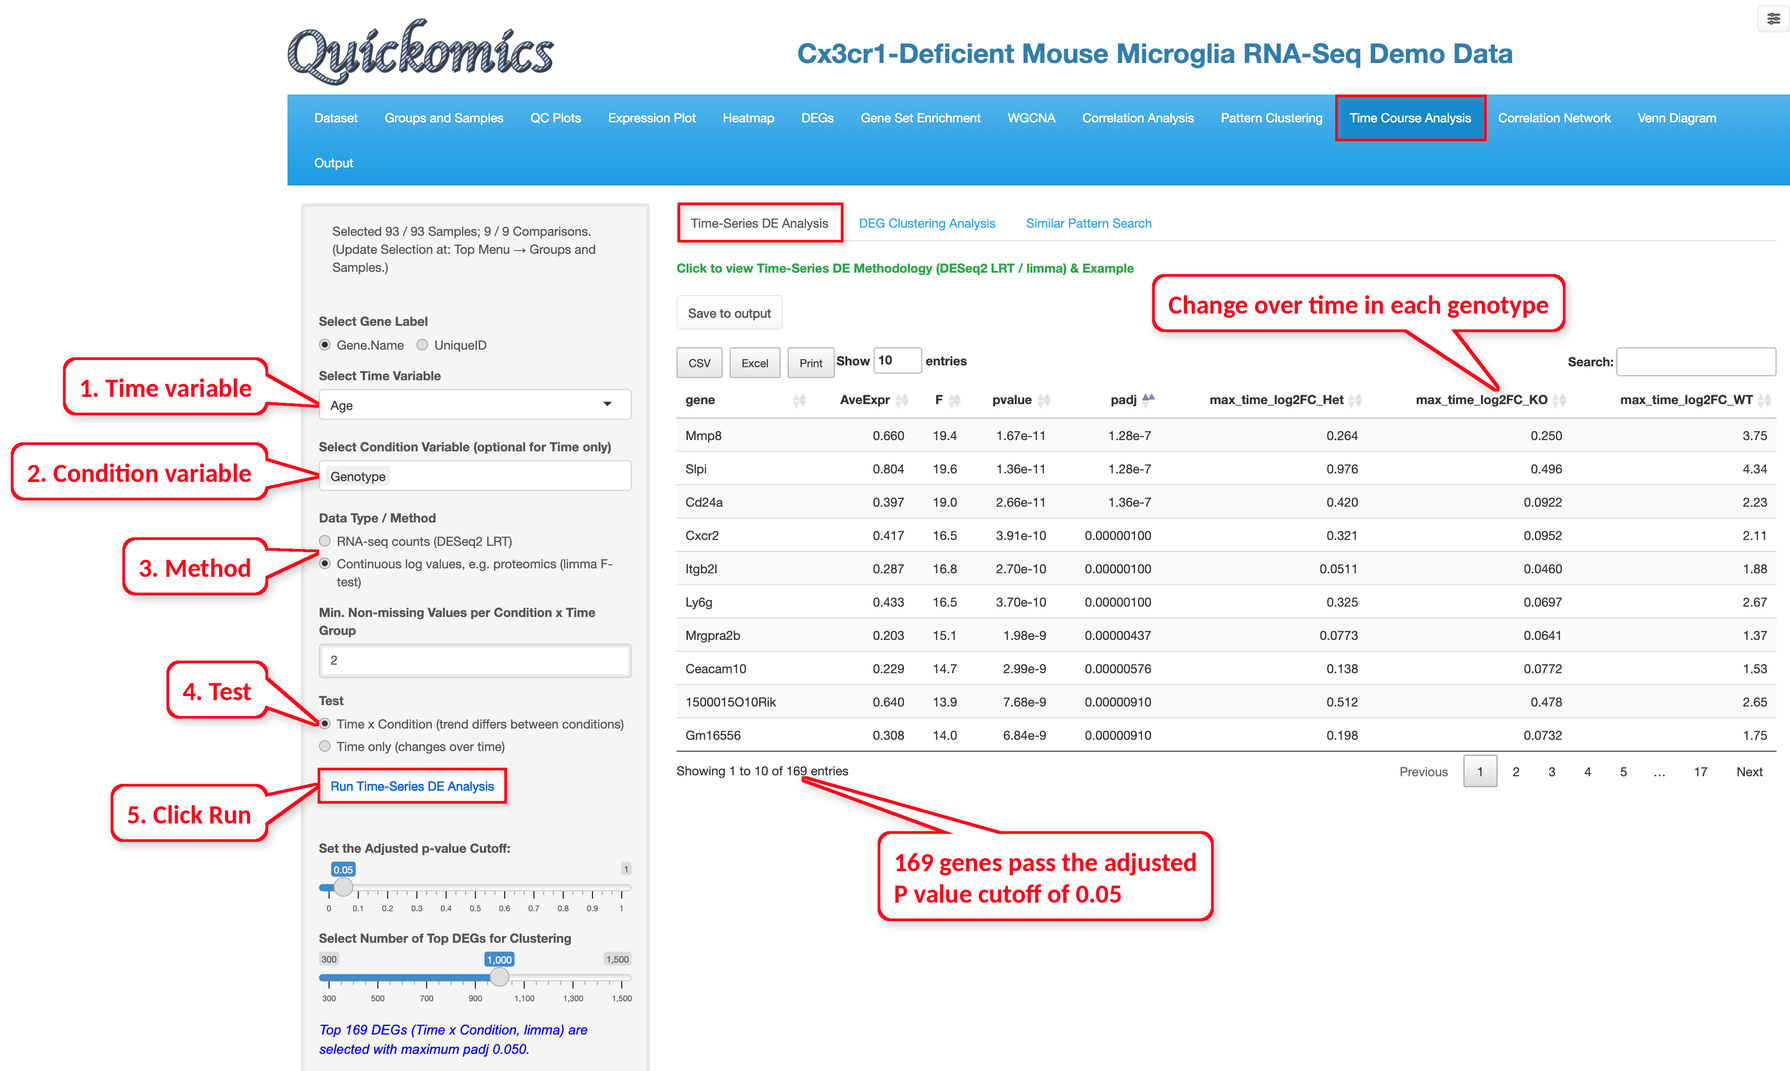 Quickomics
Cx3cr1-Deficient Mouse Microglia RNA-Seq Demo Data
Dataset Groups and Samples QC Plots Expression Plot Heatmap DEGs Gene Set Enrichment WGCNA Correlation Analysis Pattern Clustering Time Course Analysis Correlation Network Venn Diagram
Output
Selected 93 / 93 Samples; 9 / 9 Comparisons.
(Update Selection at: Top Menu → Groups and
Samples.)
Select Gene Label
Gene.Name UniqueID
Select Time Variable
Age
Select Condition Variable (optional for Time only)
Genotype
Data Type / Method
RNA-seq counts (DESeq2 LRT)
Continuous log values, e.g. proteomics (limma F-
test)
Min. Non-missing Values per Condition x Time
Group
2
Test
Time x Condition (trend differs between conditions)
Time only (changes over time)
Run Time-Series DE Analysis
Set the Adjusted p-value Cutoff:
0.05 1
0 0.1 0.2 0.3 0.4 0.5 0.6 0.7 0.8 0.9 1
Select Number of Top DEGs for Clustering
300 1,000 1,500
300 500 700 900 1,100 1,300 1,500
Top 169 DEGs (Time x Condition, limma) are
selected with maximum padj 0.050.
1. Time variable
2. Condition variable
3. Method
4. Test
5. Click Run
Time-Series DE Analysis DEG Clustering Analysis Similar Pattern Search
Click to view Time-Series DE Methodology (DESeq2 LRT / limma) & Example
Save to output
Change over time in each genotype
CSV Excel Print Show 10 entries Search:
gene AveExpr F pvalue padj max_time_log2FC_Het max_time_log2FC_KO max_time_log2FC_WT
Mmp8 0.660 19.4 1.67e-11 1.28e-7 0.264 0.250 3.75
Slpi 0.804 19.6 1.36e-11 1.28e-7 0.976 0.496 4.34
Cd24a 0.397 19.0 2.66e-11 1.36e-7 0.420 0.0922 2.23
Cxcr2 0.417 16.5 3.91e-10 0.00000100 0.321 0.0952 2.11
Itgb2l 0.287 16.8 2.70e-10 0.00000100 0.0511 0.0460 1.88
Ly6g 0.433 16.5 3.70e-10 0.00000100 0.325 0.0697 2.67
Mrgpra2b 0.203 15.1 1.98e-9 0.00000437 0.0773 0.0641 1.37
Ceacam10 0.229 14.7 2.99e-9 0.00000576 0.138 0.0772 1.53
1500015O10Rik 0.640 13.9 7.68e-9 0.00000910 0.512 0.478 2.65
Gm16556 0.308 14.0 6.84e-9 0.00000910 0.198 0.0732 1.75
Showing 1 to 10 of 169 entries Previous 1 2 3 4 5 … 17 Next
169 genes pass the adjusted
P value cutoff of 0.05